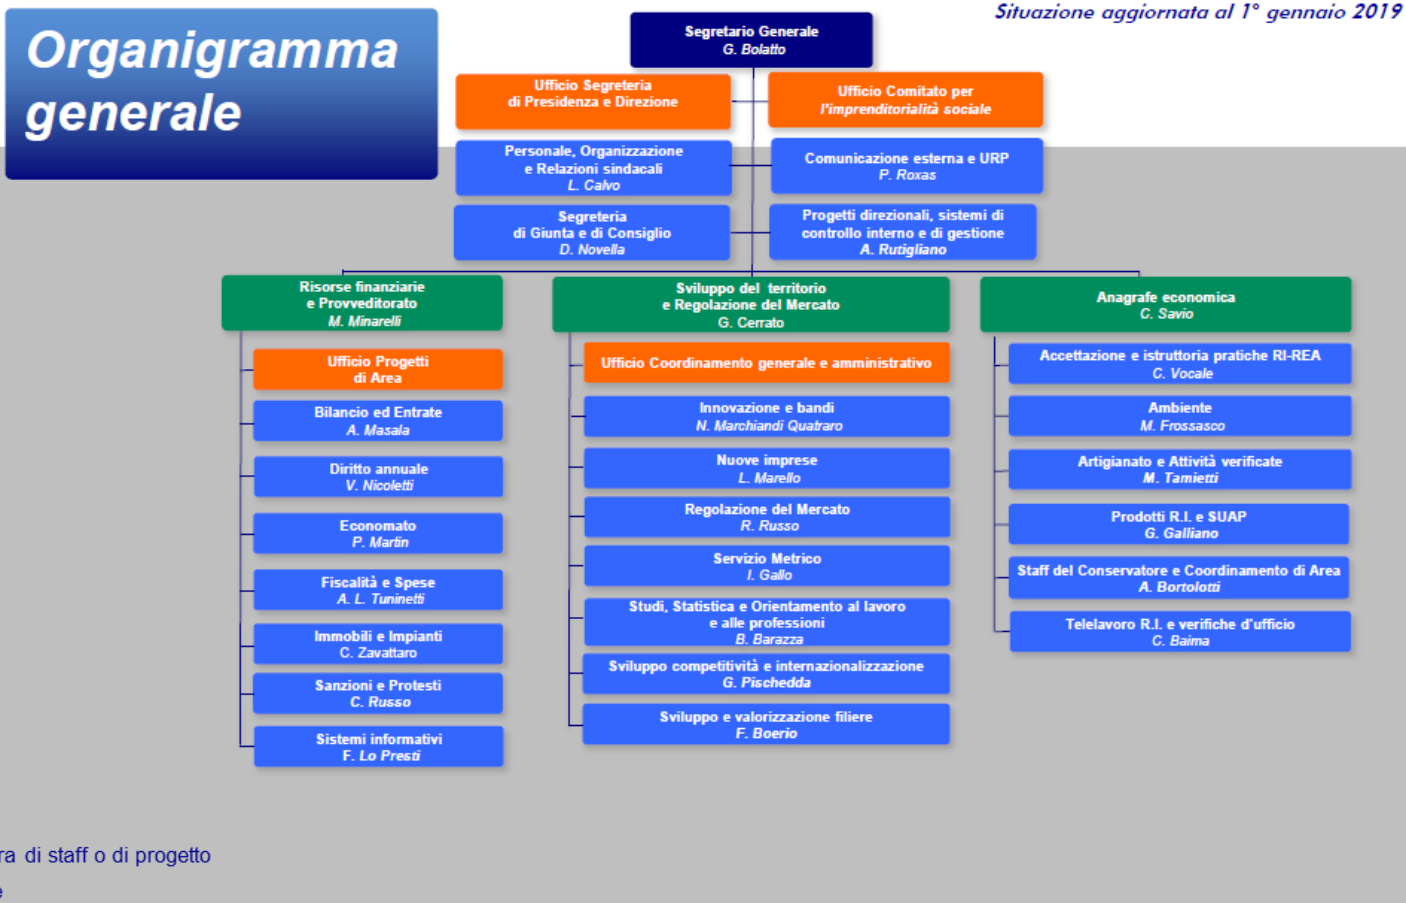 Situazione aggiornata al 1° gennaio 2019
Organigramma
generale
Segretario Generale
G. Bolatto
Ufficio Segreteria
di Presidenza e Direzione
Ufficio Comitato per
l'imprenditorialità sociale
Personale, Organizzazione
e Relazioni sindacali
L. Calvo
Comunicazione esterna e URP
P. Roxas
Segreteria
di Giunta e di Consiglio
D. Novella
Progetti direzionali, sistemi di
controllo interno e di gestione
A. Rutigliano
Risorse finanziarie
e Provveditorato
M. Minarelli
Ufficio Progetti
di Area
Bilancio ed Entrate
A. Masala
Diritto annuale
V. Nicoletti
Economato
P. Martin
Fiscalità e Spese
A. L. Tuninetti
Immobili e Impianti
C. Zavattaro
Sanzioni e Protesti
C. Russo
Sistemi informativi
F. Lo Presti
Sviluppo del territorio
e Regolazione del Mercato
G. Cerrato
Ufficio Coordinamento generale e amministrativo
Innovazione e bandi
N. Marchiandi Quatraro
Nuove imprese
L. Marello
Regolazione del Mercato
R. Russo
Servizio Metrico
I. Gallo
Studi, Statistica e Orientamento al lavoro
e alle professioni
B. Barazza
Sviluppo competitività e internazionalizzazione
G. Pischedda
Sviluppo e valorizzazione filiere
F. Boerio
Anagrafe economica
C. Savio
Accettazione e istruttoria pratiche RI-REA
C. Vocale
Ambiente
M. Frossasco
Artigianato e Attività verificate
M. Tamietti
Prodotti R.I. e SUAP
G. Galliano
Staff del Conservatore e Coordinamento di Area
A. Bortolotti
Telelavoro R.I. e verifiche d'ufficio
C. Baima
ra di staff o di progetto
e